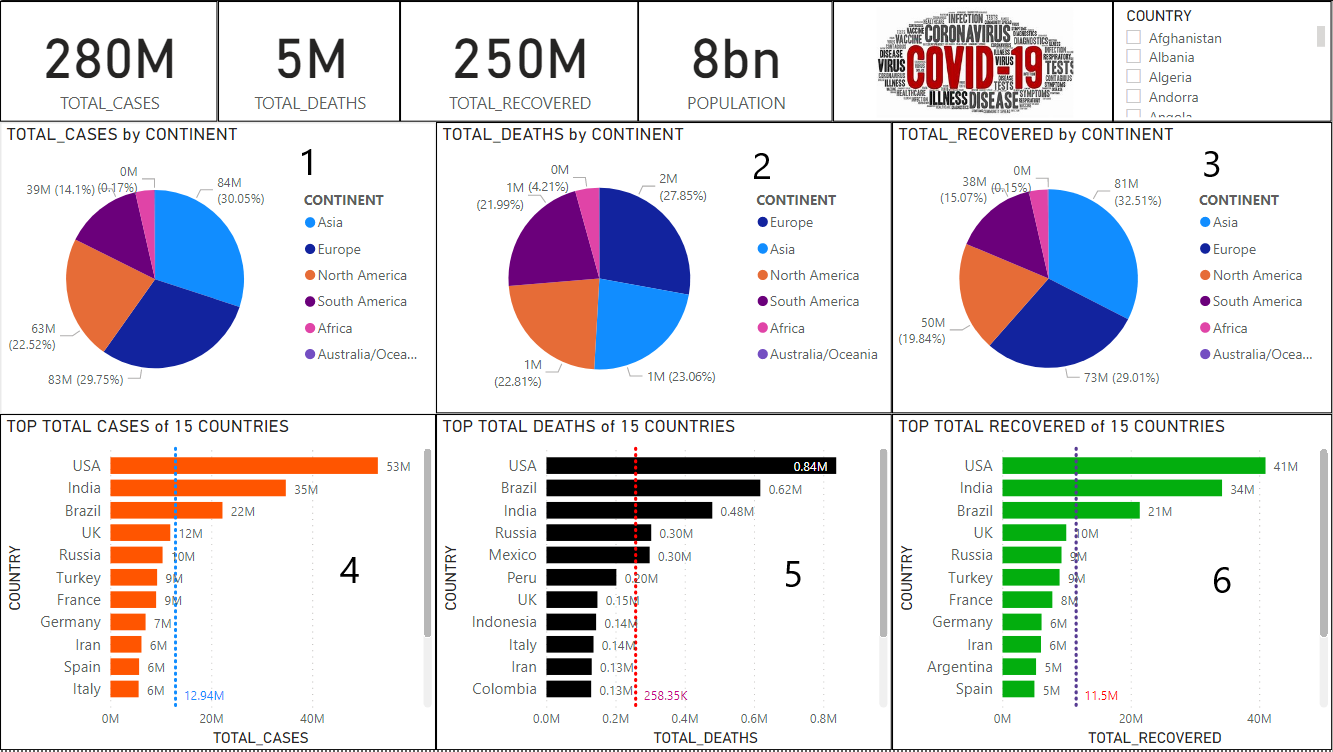 280M
TOTAL_CASES
5M
TOTAL_DEATHS
250M
TOTAL_RECOVERED
8bn
POPULATION
INFECTION
VACCINE
CORONAVIRUS
DISEASE
VIRUS
COVID-19
TESTS
ILLNESS
HEALTHCARE
SYMPTOMS
ILLNESS DISEASE
COUNTRY
Afghanistan
Albania
Algeria
Andorra
Angola
TOTAL_CASES by CONTINENT
1
0M
(0.17%)
39M (14.1%)
84M
(30.05%)
63M
(22.52%)
83M (29.75%)
CONTINENT
Asia
Europe
North America
South America
Africa
Australia/Ocea...
TOTAL_DEATHS by CONTINENT
2
0M
(4.21%)
1M
(21.99%)
2M
(27.85%)
1M
(22.81%)
1M (23.06%)
CONTINENT
Europe
Asia
North America
South America
Africa
Australia/Oceania
TOTAL_RECOVERED by CONTINENT
3
0M
(0.15%)
38M
(15.07%)
81M
(32.51%)
50M
(19.84%)
73M (29.01%)
CONTINENT
Asia
Europe
North America
South America
Africa
Australia/Ocea...
TOP TOTAL CASES of 15 COUNTRIES
COUNTRY
USA 53M
India 35M
Brazil 22M
UK 12M
Russia 10M
Turkey 9M
France 9M
Germany 7M
Iran 6M
Spain 6M
Italy 6M
4
12.94M
0M 20M 40M
TOTAL_CASES
TOP TOTAL DEATHS of 15 COUNTRIES
COUNTRY
USA 0.84M
Brazil 0.62M
India 0.48M
Russia 0.30M
Mexico 0.30M
Peru 0.20M
UK 0.15M
Indonesia 0.14M
Italy 0.14M
Iran 0.13M
Colombia 0.13M
5
258.35K
0.0M 0.2M 0.4M 0.6M 0.8M
TOTAL_DEATHS
TOP TOTAL RECOVERED of 15 COUNTRIES
COUNTRY
USA 41M
India 34M
Brazil 21M
UK 10M
Russia 9M
Turkey 9M
France 8M
Germany 6M
Iran 6M
Argentina 5M
Spain 5M
6
11.5M
0M 20M 40M
TOTAL_RECOVERED